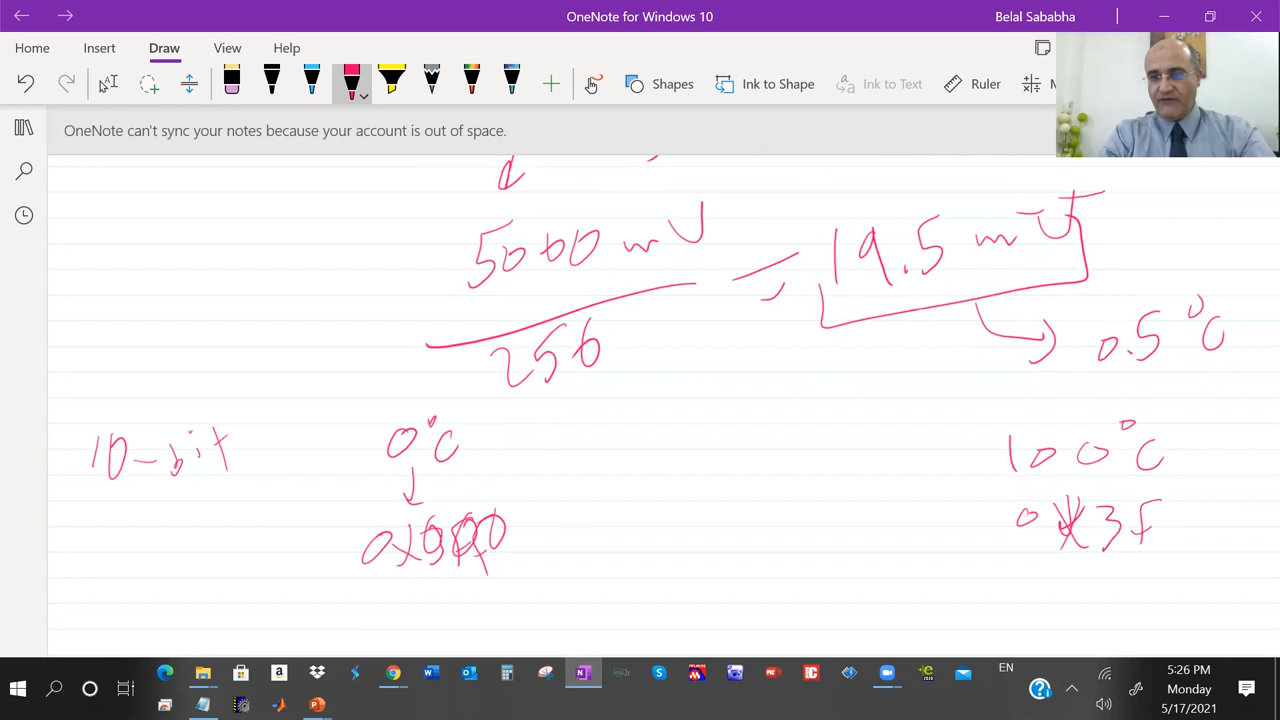 OneNote for Windows 10
Belal Sababha
Home Insert Draw View Help
Shapes Ink to Shape Ink to Text Ruler
OneNote can't sync your notes because your account is out of space.
5000 mV
= 19.5 mV
256
0.5°C
10-bit 0°C 100°C
0x3F
EN
5:26 PM
Monday
5/17/2021